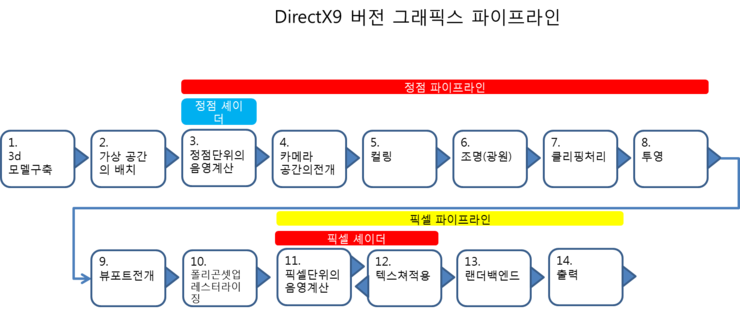 DirectX9 버전 그래픽스 파이프라인
정점 파이프라인
정점 셰이
더
1.
3d
모델구축
2.
가상 공간
의 배치
3.
정점단위의
음영계산
4.
카메라
공간의전개
5.
컬링
6.
조명(광원)
7.
클리핑처리
8.
투영
픽셀 파이프라인
픽셀 셰이더
9.
뷰포트전개
10.
폴리곤셋업
레스터라이
징
11.
픽셀단위의
음영계산
12.
텍스쳐적용
13.
랜더백엔드
14.
출력